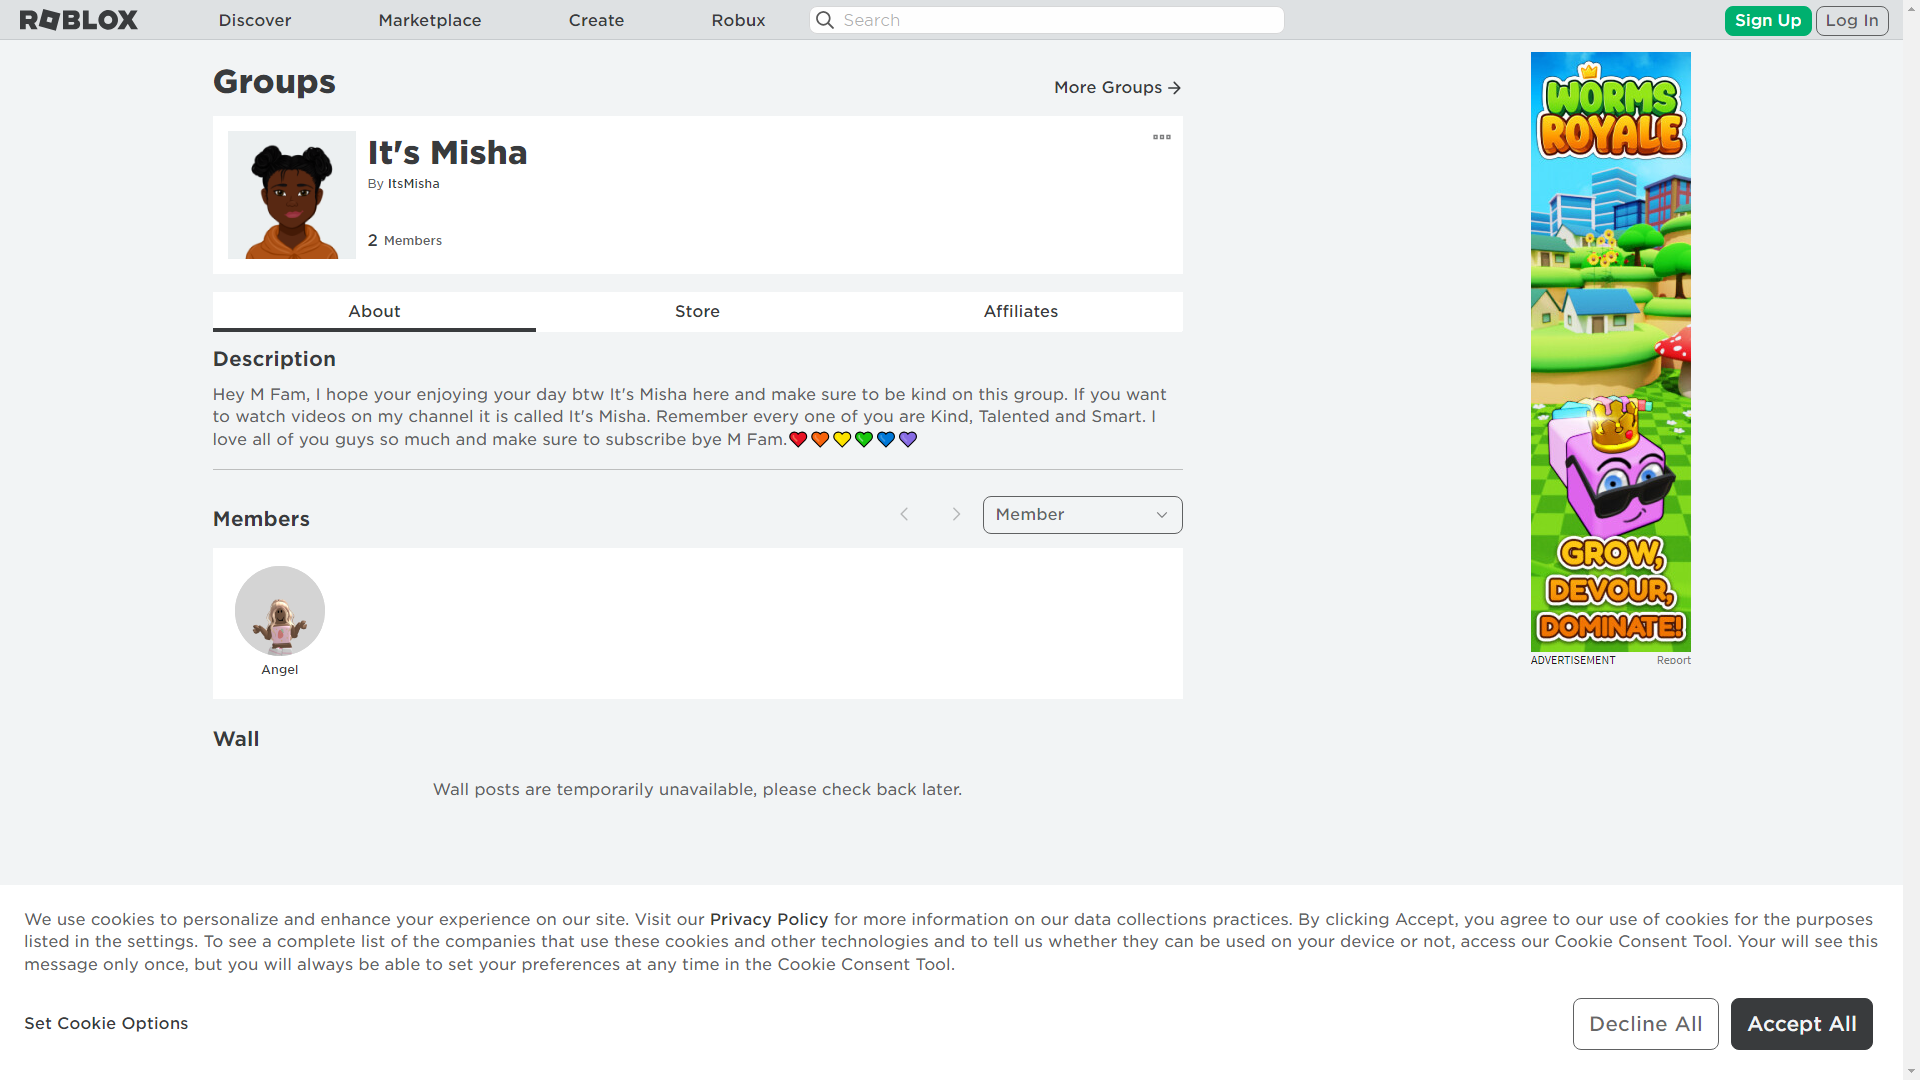 ROBLOX
Discover
Marketplace
Create
Robux
Search
Sign Up
Log In
Groups
More Groups
It's Misha
By ItsMisha
2 Members
About
Store
Affiliates
Description
Hey M Fam, I hope your enjoying your day btw It's Misha here and make sure to be kind on this group. If you want
to watch videos on my channel it is called It's Misha. Remember every one of you are Kind, Talented and Smart. I
love all of you guys so much and make sure to subscribe bye M Fam.❤️🧡💛💚💙💜
Members
Member
Angel
Wall
Wall posts are temporarily unavailable, please check back later.
WORMS
ROYALE
GROW,
DEVOUR,
DOMINATE!
ADVERTISEMENT
Report
We use cookies to personalize and enhance your experience on our site. Visit our Privacy Policy for more information on our data collections practices. By clicking Accept, you agree to our use of cookies for the purposes
listed in the settings. To see a complete list of the companies that use these cookies and other technologies and to tell us whether they can be used on your device or not, access our Cookie Consent Tool. Your will see this
message only once, but you will always be able to set your preferences at any time in the Cookie Consent Tool.
Set Cookie Options
Decline All
Accept All